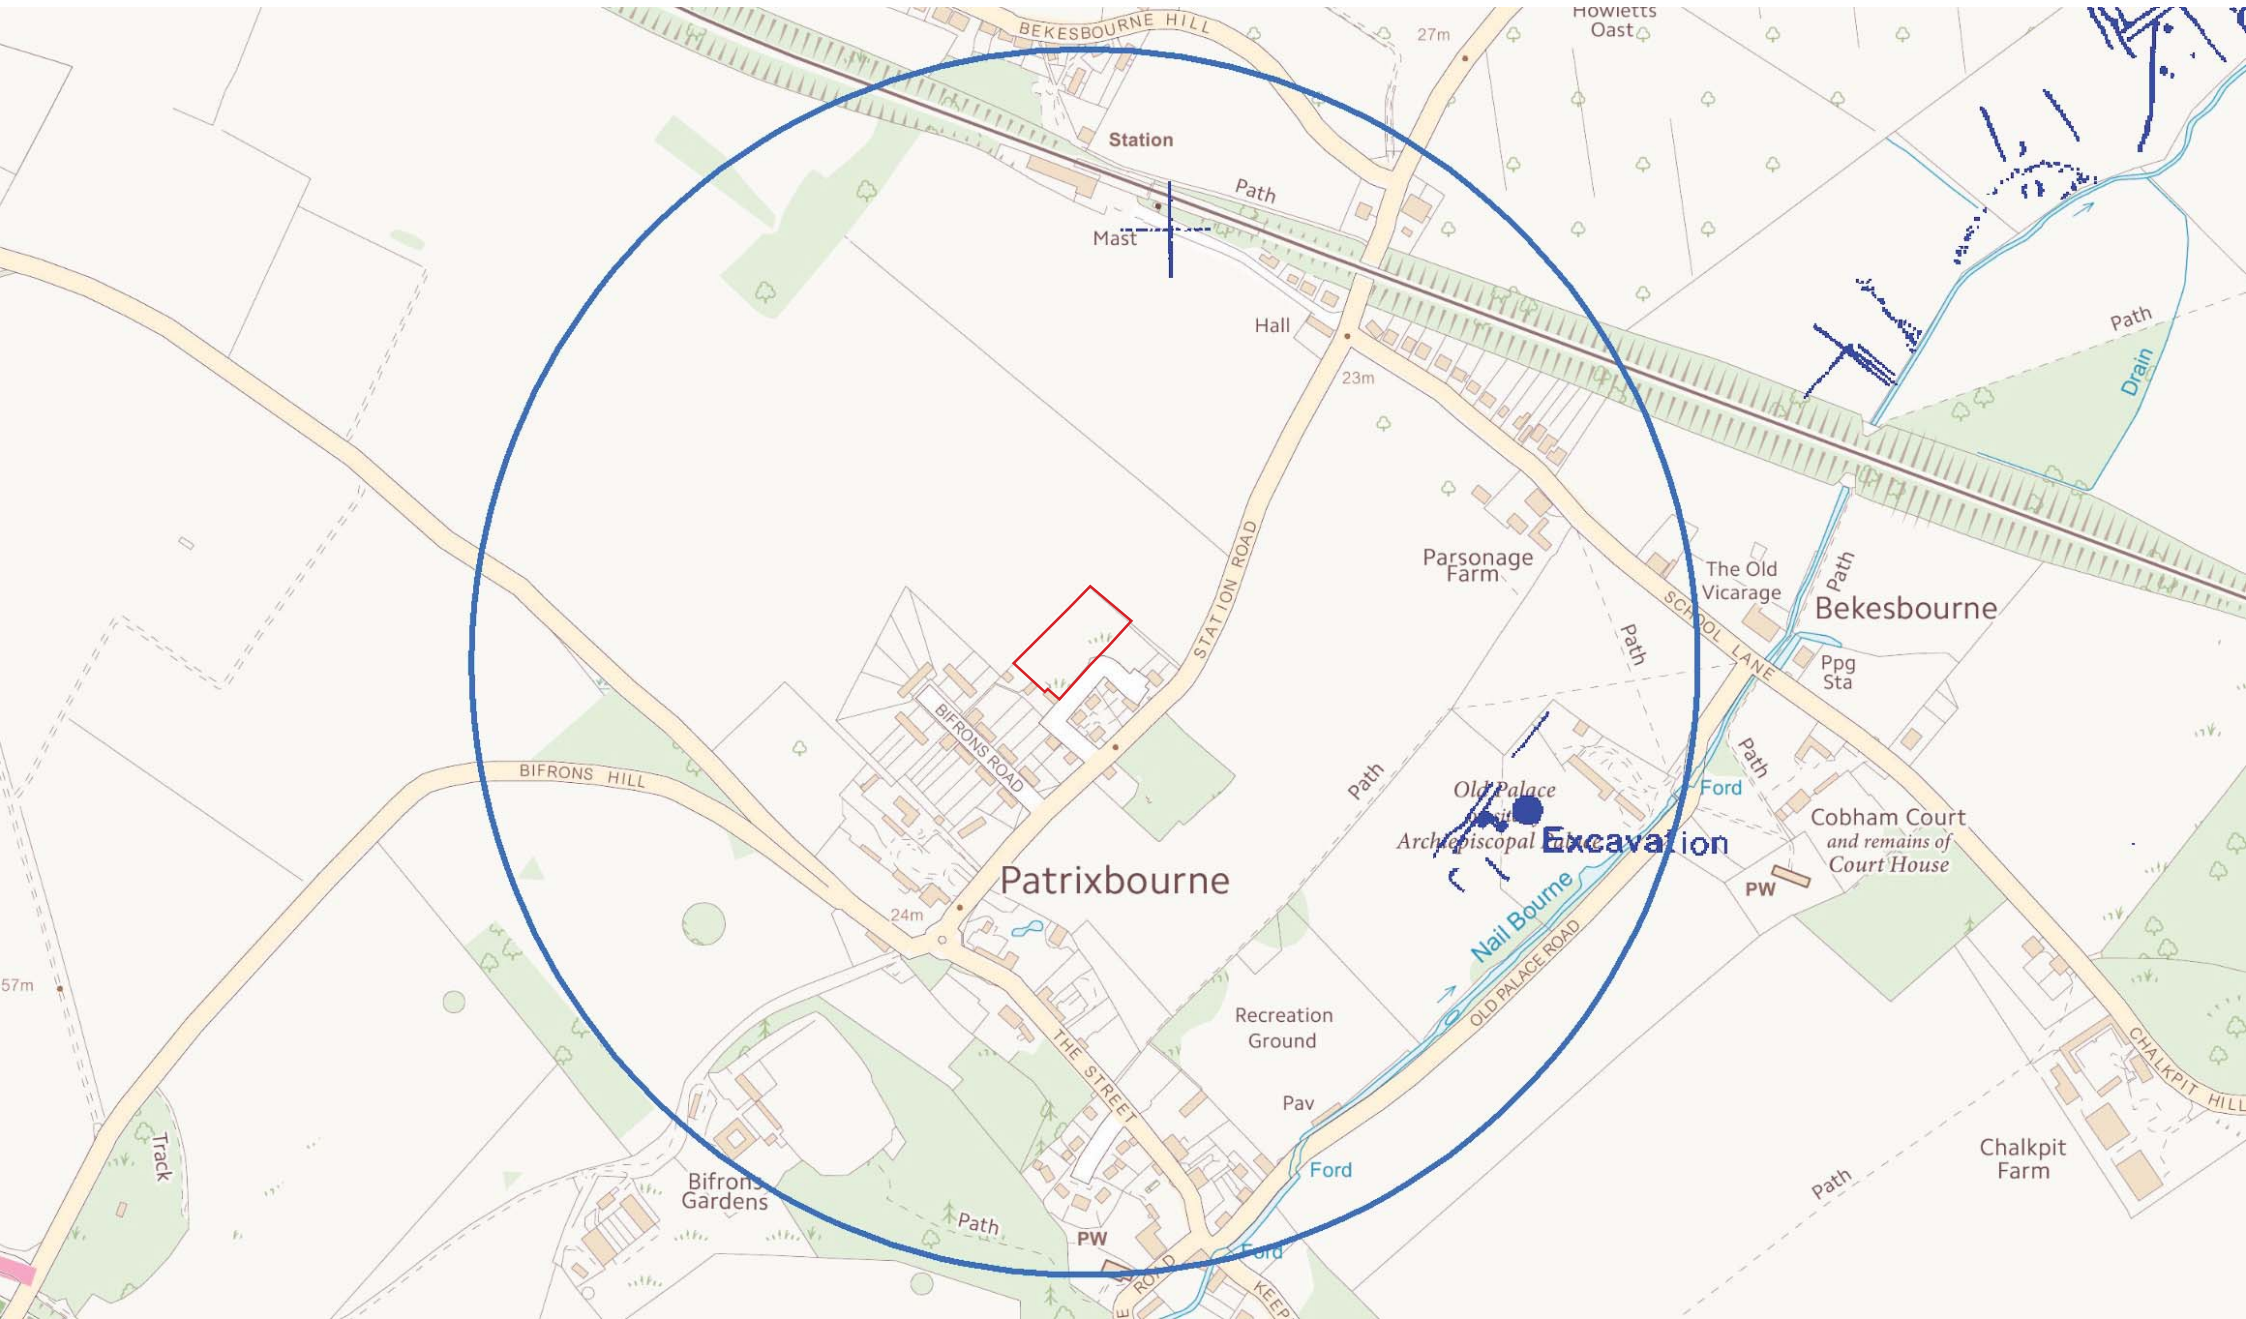 BEKESBOURNE HILL
Howletts
Oast
27m
Station
Path
Mast
Hall
23m
Path
Drain
STATION ROAD
Parsonage
Farm
The Old
Vicarage
Path
Bekesbourne
SCHOOL LANE
Path
Ppg
Sta
BIFRONS ROAD
BIFRONS HILL
Path
Path
Ford
Old Palace
Archiepiscopal Palace
Excavation
Cobham Court
and remains of
Court House
PW
Patrixbourne
24m
Nail Bourne
OLD PALACE ROAD
57m
Recreation
Ground
THE STREET
Pav
CHALKPIT HILL
Track
Chalkpit
Farm
Ford
Bifrons
Gardens
Path
Path
PW
Ford
ROAD
KEEP